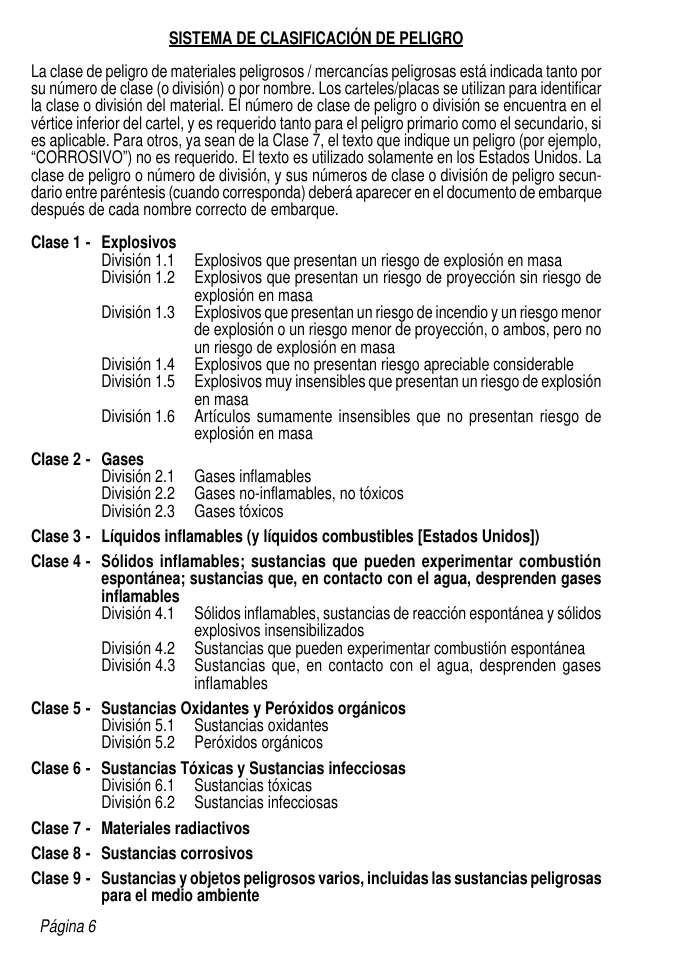 SISTEMA DE CLASIFICACIÓN DE PELIGRO
La clase de peligro de materiales peligrosos / mercancías peligrosas está indicada tanto por
su número de clase (o división) o por nombre. Los carteles/placas se utilizan para identificar
la clase o división del material. El número de clase de peligro o división se encuentra en el
vértice inferior del cartel, y es requerido tanto para el peligro primario como el secundario, si
es aplicable. Para otros, ya sean de la Clase 7, el texto que indique un peligro (por ejemplo,
“CORROSIVO”) no es requerido. El texto es utilizado solamente en los Estados Unidos. La
clase de peligro o número de división, y sus números de clase o división de peligro secun-
dario entre paréntesis (cuando corresponda) deberá aparecer en el documento de embarque
después de cada nombre correcto de embarque.
Clase 1 - Explosivos
División 1.1 Explosivos que presentan un riesgo de explosión en masa
División 1.2 Explosivos que presentan un riesgo de proyección sin riesgo de
explosión en masa
División 1.3 Explosivos que presentan un riesgo de incendio y un riesgo menor
de explosión o un riesgo menor de proyección, o ambos, pero no
un riesgo de explosión en masa
División 1.4 Explosivos que no presentan riesgo apreciable considerable
División 1.5 Explosivos muy insensibles que presentan un riesgo de explosión
en masa
División 1.6 Artículos sumamente insensibles que no presentan riesgo de
explosión en masa
Clase 2 - Gases
División 2.1 Gases inflamables
División 2.2 Gases no-inflamables, no tóxicos
División 2.3 Gases tóxicos
Clase 3 - Líquidos inflamables (y líquidos combustibles [Estados Unidos])
Clase 4 - Sólidos inflamables; sustancias que pueden experimentar combustión
espontánea; sustancias que, en contacto con el agua, desprenden gases
inflamables
División 4.1 Sólidos inflamables, sustancias de reacción espontánea y sólidos
explosivos insensibilizados
División 4.2 Sustancias que pueden experimentar combustión espontánea
División 4.3 Sustancias que, en contacto con el agua, desprenden gases
inflamables
Clase 5 - Sustancias Oxidantes y Peróxidos orgánicos
División 5.1 Sustancias oxidantes
División 5.2 Peróxidos orgánicos
Clase 6 - Sustancias Tóxicas y Sustancias infecciosas
División 6.1 Sustancias tóxicas
División 6.2 Sustancias infecciosas
Clase 7 - Materiales radiactivos
Clase 8 - Sustancias corrosivos
Clase 9 - Sustancias y objetos peligrosos varios, incluidas las sustancias peligrosas
para el medio ambiente
Página 6